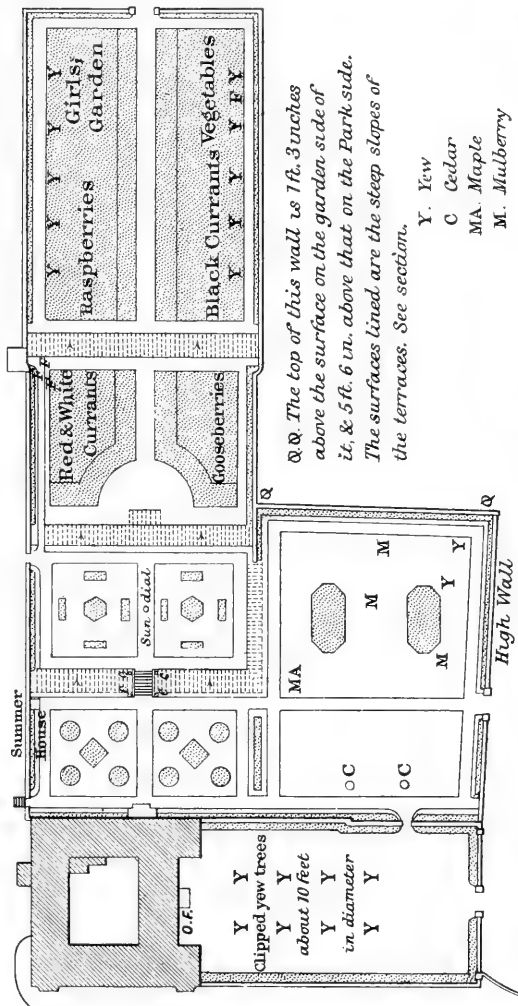 Summer
House
O.F.
Y Y
Clipped yew trees
Y Y
about 10 feet
Y Y
in diameter
Y Y
C
C
Sun dial
MA
M
M
M
Y
Y
High Wall
Q
Q
Red & White
Currants
Gooseberries
F
F
F
Y Y Y Y Y
Raspberries
Girls;
Garden
Black Currants Vegetables
Y Y Y Y F Y
Q.Q. The top of this wall is 1 ft. 3 inches
above the surface on the garden side of
it, & 5 ft. 6 in. above that on the Park side.
The surfaces lined are the steep slopes of
the terraces. See section.
Y. Yew
C Cedar
MA. Maple
M. Mulberry